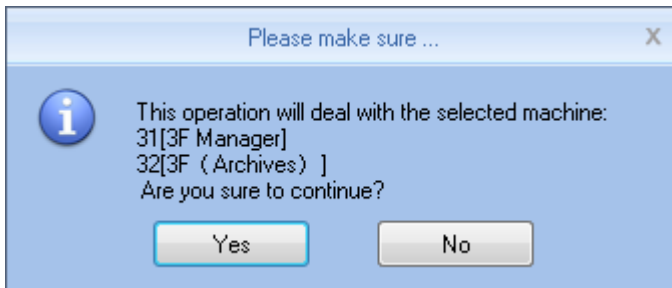 Please make sure ...
X
This operation will deal with the selected machine:
31[3F Manager]
32[3F（Archives）]
Are you sure to continue?
Yes
No